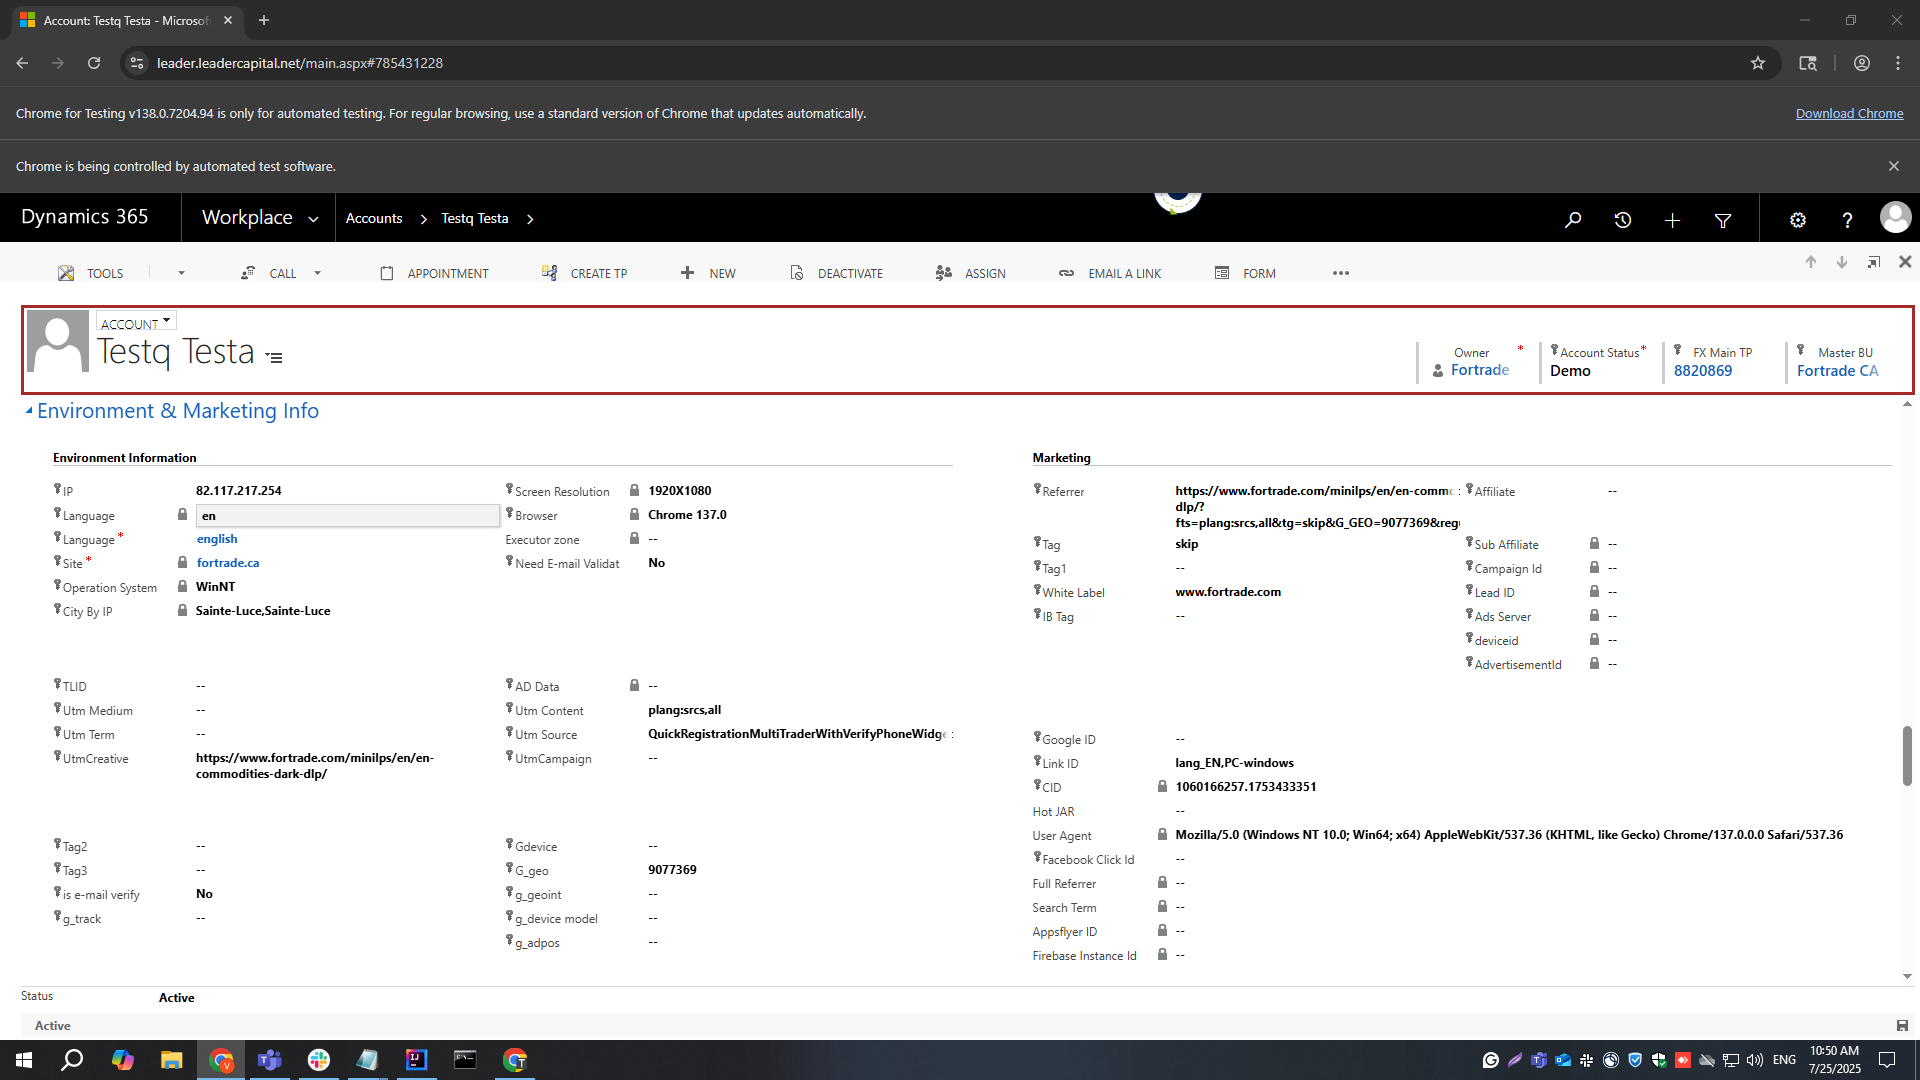 Account: Testq Testa - Microsof
leader.leadercapital.net/main.aspx#785431228
Chrome for Testing v138.0.7204.94 is only for automated testing. For regular browsing, use a standard version of Chrome that updates automatically.
Download Chrome
Chrome is being controlled by automated test software.
Dynamics 365
Workplace
Accounts
Testq Testa
TOOLS
CALL
APPOINTMENT
CREATE TP
NEW
DEACTIVATE
ASSIGN
EMAIL A LINK
FORM
ACCOUNT
Testq Testa
Owner *
Fortrade
Account Status*
Demo
FX Main TP
8820869
Master BU
Fortrade CA
Environment & Marketing Info
Environment Information
IP 82.117.217.254
Language en
Language* english
Site* fortrade.ca
Operation System WinNT
City By IP Sainte-Luce,Sainte-Luce
Screen Resolution 1920X1080
Browser Chrome 137.0
Executor zone --
Need E-mail Validat No
TLID --
Utm Medium --
Utm Term --
UtmCreative https://www.fortrade.com/minilps/en/en-
commodities-dark-dlp/
AD Data --
Utm Content plang:srcs,all
Utm Source QuickRegistrationMultiTraderWithVerifyPhoneWidge
UtmCampaign --
Tag2 --
Tag3 --
is e-mail verify No
g_track --
Gdevice --
G_geo 9077369
g_geoint --
g_device model --
g_adpos --
Marketing
Referrer https://www.fortrade.com/minilps/en/en-commo
dlp/?
fts=plang:srcs,all&tg=skip&G_GEO=9077369&reg
Tag skip
Tag1 --
White Label www.fortrade.com
IB Tag --
Affiliate --
Sub Affiliate --
Campaign Id --
Lead ID --
Ads Server --
deviceid --
AdvertisementId --
Google ID --
Link ID lang_EN,PC-windows
CID 1060166257.1753433351
Hot JAR --
User Agent Mozilla/5.0 (Windows NT 10.0; Win64; x64) AppleWebKit/537.36 (KHTML, like Gecko) Chrome/137.0.0.0 Safari/537.36
Facebook Click Id --
Full Referrer --
Search Term --
Appsflyer ID --
Firebase Instance Id --
Status Active
Active
ENG
10:50 AM
7/25/2025